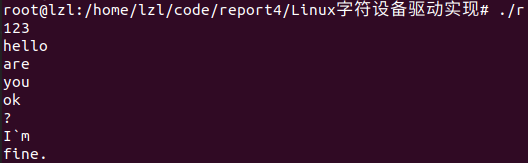 root@lzl:/home/lzl/code/report4/Linux字符设备驱动实现# ./r
123
hello
are
you
ok
?
I`m
fine.